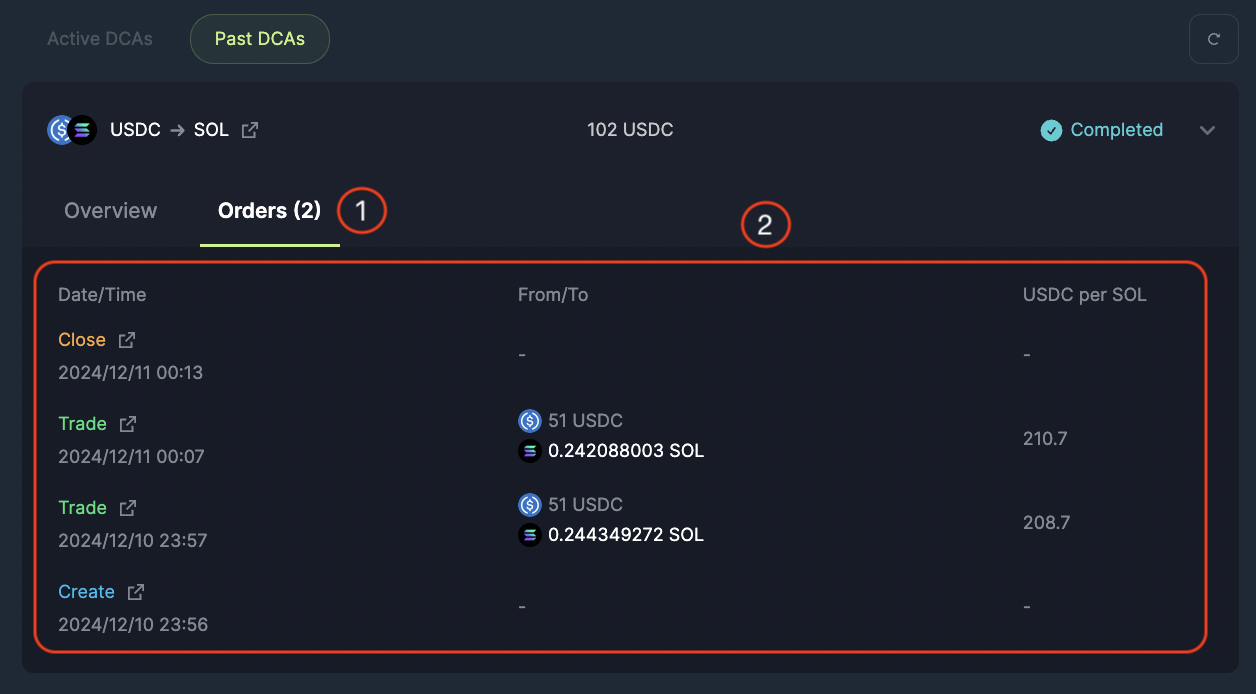 Active DCAs Past DCAs
USDC → SOL 102 USDC Completed
Overview Orders (2) 1 2
Date/Time From/To USDC per SOL
Close
- -
2024/12/11 00:13
Trade 51 USDC
0.242088003 SOL 210.7
2024/12/11 00:07
Trade 51 USDC
0.244349272 SOL 208.7
2024/12/10 23:57
Create
- -
2024/12/10 23:56